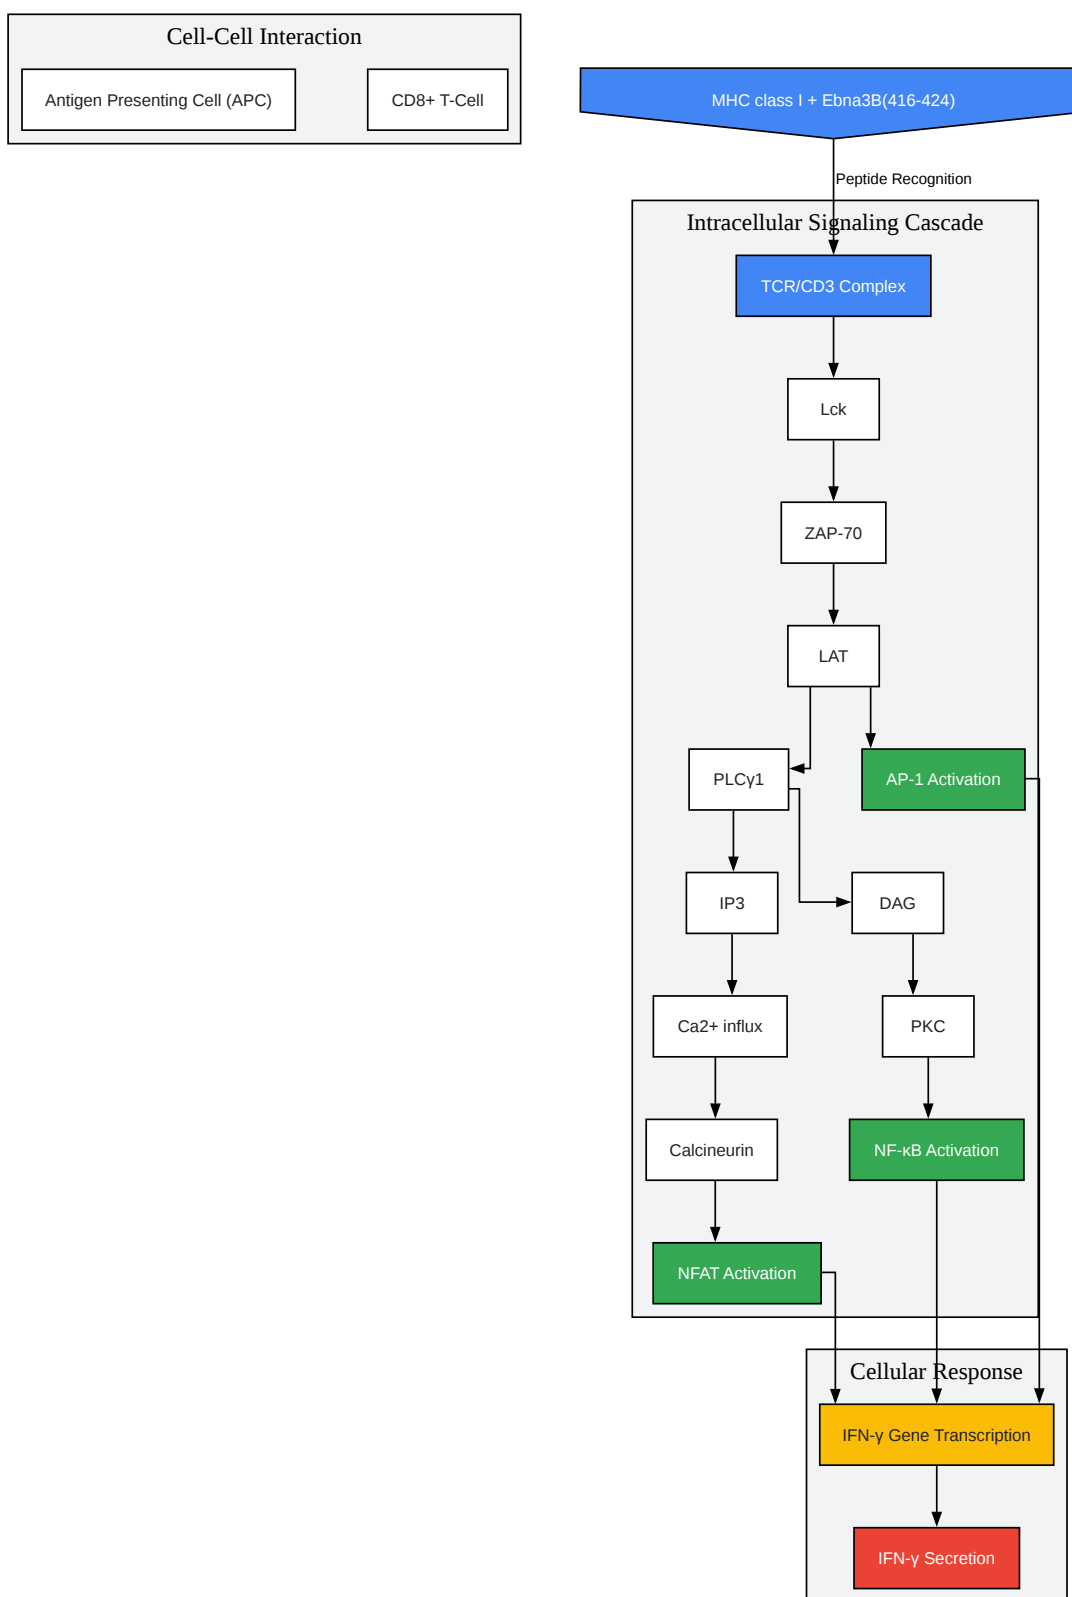 Cell-Cell Interaction
Antigen Presenting Cell (APC)
CD8+ T-Cell
MHC class I + Ebna3B(416-424)
Peptide Recognition
Intracellular Signaling Cascade
TCR/CD3 Complex
Lck
ZAP-70
LAT
PLCγ1
AP-1 Activation
IP3
DAG
Ca2+ influx
PKC
Calcineurin
NF-κB Activation
NFAT Activation
Cellular Response
IFN-γ Gene Transcription
IFN-γ Secretion